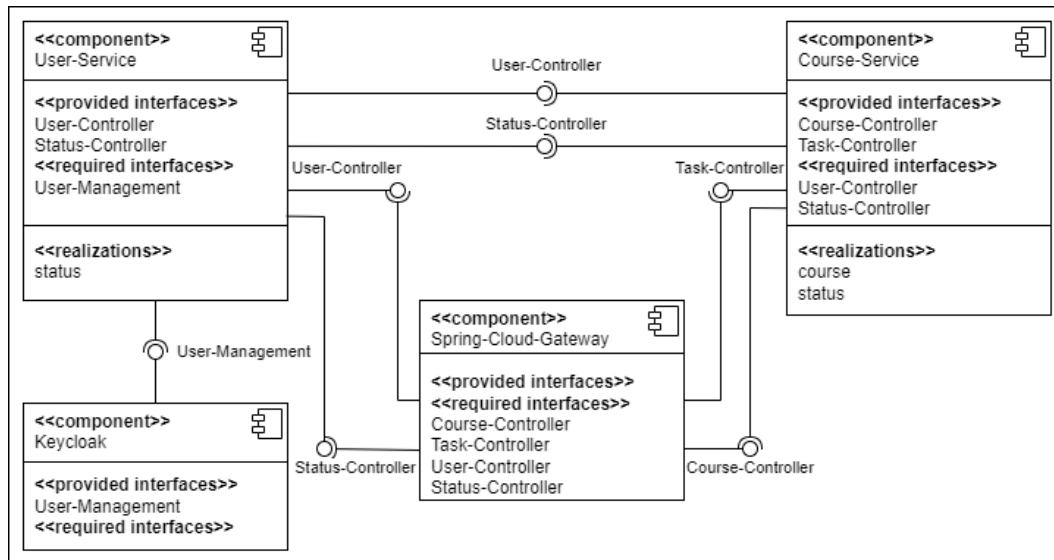 <<component>>
User-Service
<<provided interfaces>>
User-Controller
Status-Controller
<<required interfaces>>
User-Management
<<realizations>>
status
User-Controller
Status-Controller
User-Controller
Task-Controller
<<component>>
Course-Service
<<provided interfaces>>
Course-Controller
Task-Controller
<<required interfaces>>
User-Controller
Status-Controller
<<realizations>>
course
status
User-Management
<<component>>
Spring-Cloud-Gateway
<<provided interfaces>>
<<required interfaces>>
Course-Controller
Task-Controller
User-Controller
Status-Controller
<<component>>
Keycloak
<<provided interfaces>>
User-Management
<<required interfaces>>
Status-Controller
Course-Controller